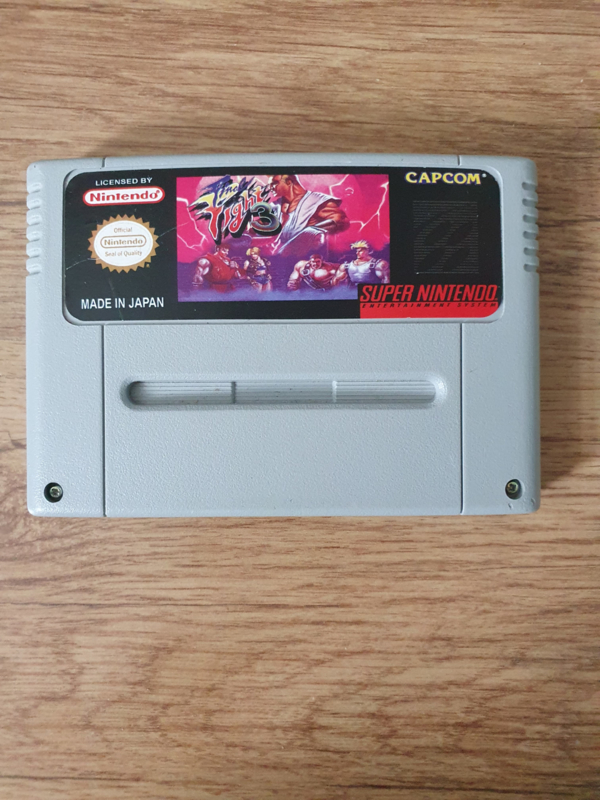 LICENSED BY
Nintendo
Official
Nintendo
Seal of Quality
MADE IN JAPAN
Final
Fight
3
CAPCOM
SUPER NINTENDO
ENTERTAINMENT SYSTEM